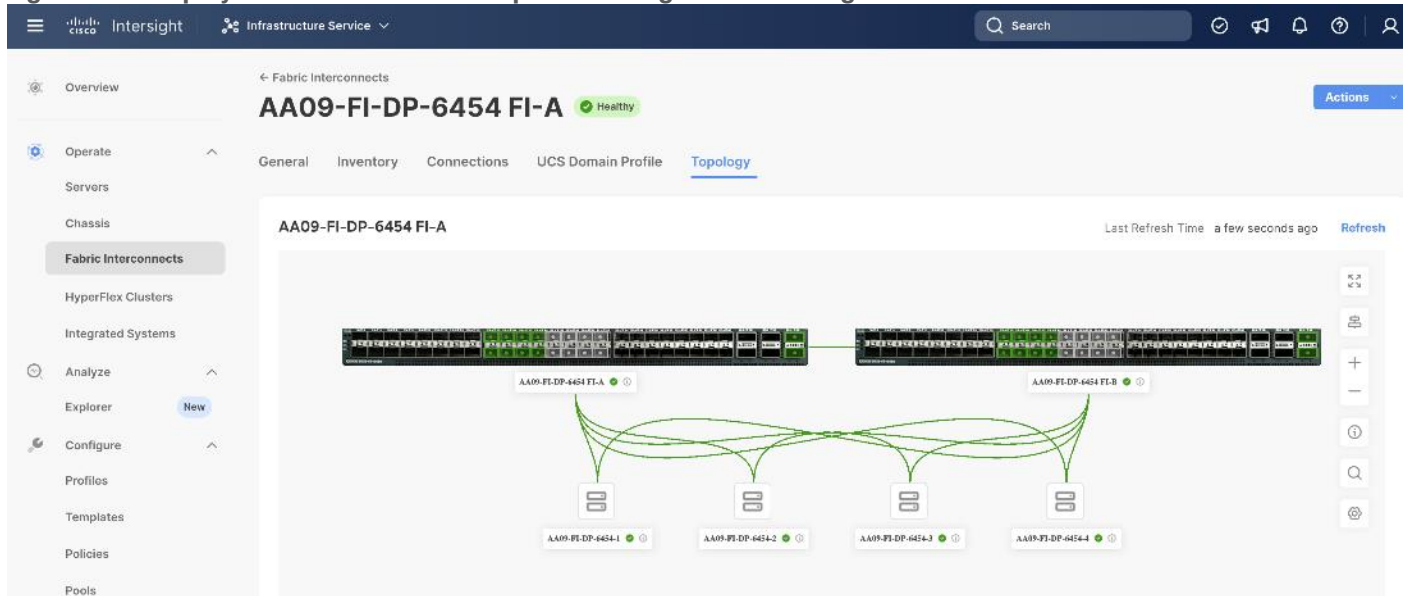 cisco Intersight
Infrastructure Service
Search
Overview
Operate
Servers
Chassis
Fabric Interconnects
HyperFlex Clusters
Integrated Systems
Analyze
Explorer New
Configure
Profiles
Templates
Policies
Pools
← Fabric Interconnects
AA09-FI-DP-6454 FI-A Healthy
Actions
General Inventory Connections UCS Domain Profile Topology
AA09-FI-DP-6454 FI-A
Last Refresh Time a few seconds ago Refresh
AA09-FI-DP-6454 FI-A
AA09-FI-DP-6454 FI-B
AA09-FI-DP-6454-1
AA09-FI-DP-6454-2
AA09-FI-DP-6454-3
AA09-FI-DP-6454-4